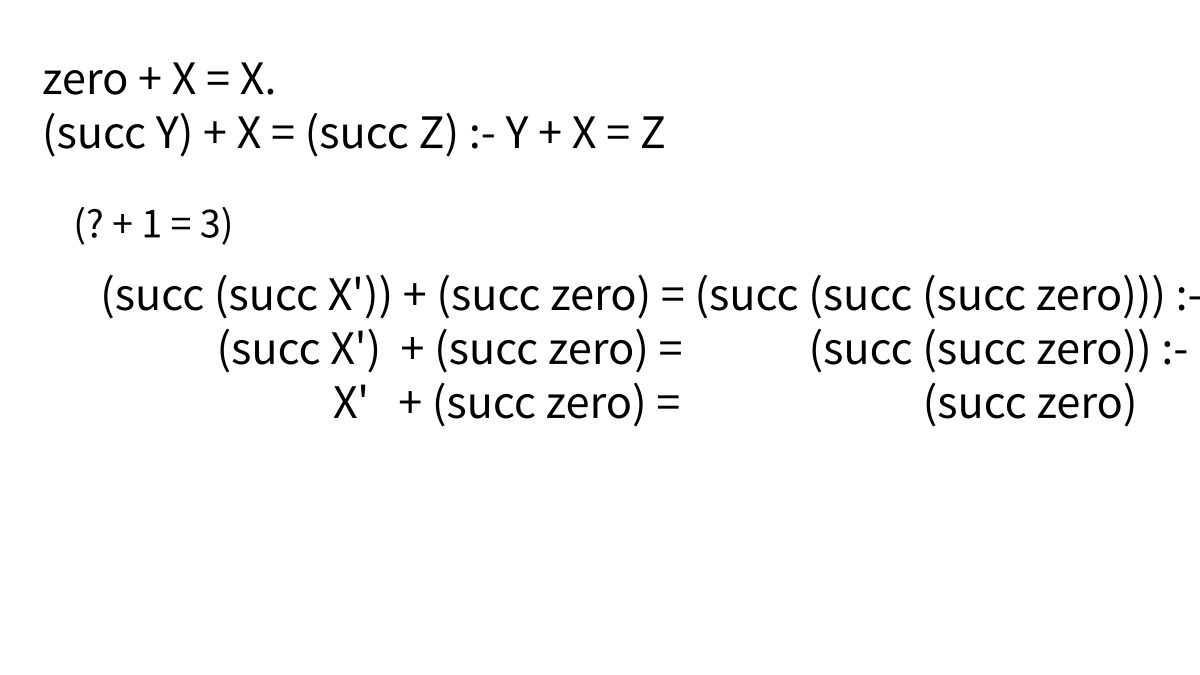 zero + X = X.
(succ Y) + X = (succ Z) :- Y + X = Z
(? + 1 = 3)
(succ (succ X')) + (succ zero) = (succ (succ (succ zero))) :-
(succ X') + (succ zero) = (succ (succ zero)) :-
X' + (succ zero) = (succ zero)